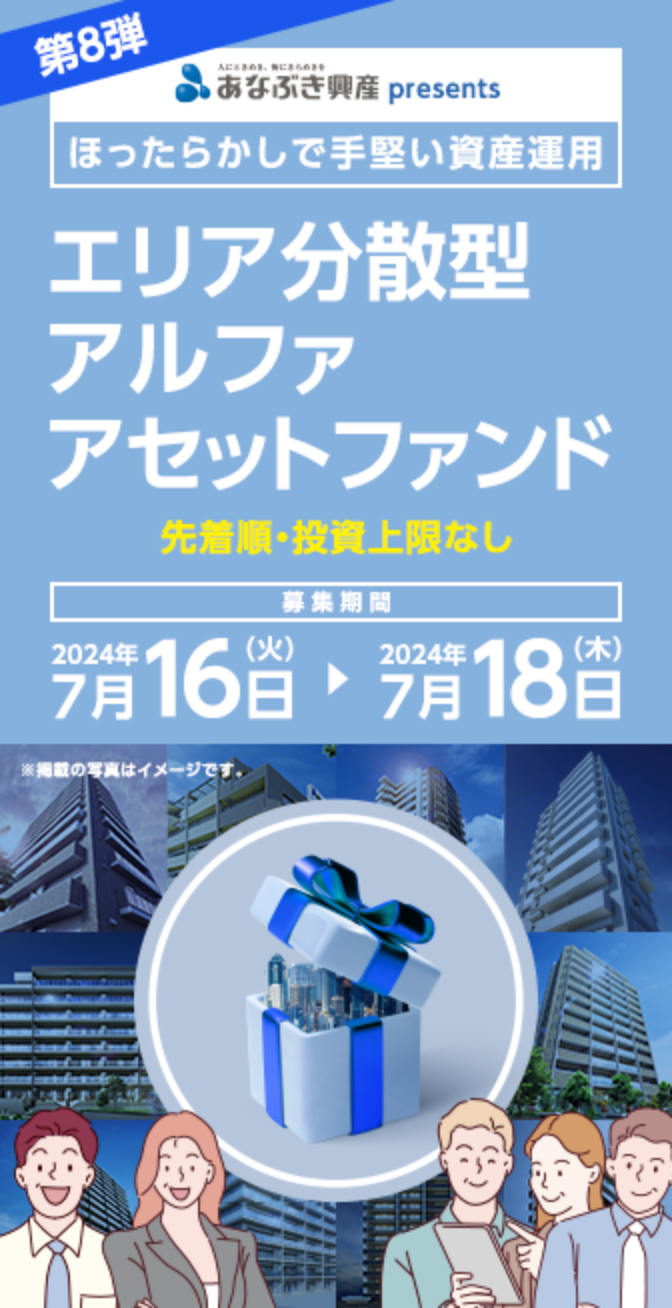 第8弾
人にときめき、街にきらめきを
あなぶき興産 presents
ほったらかしで手堅い資産運用
エリア分散型
アルファ
アセットファンド
先着順・投資上限なし
募集期間
2024年7月16日(火) ▶ 2024年7月18日(木)
※掲載の写真はイメージです。